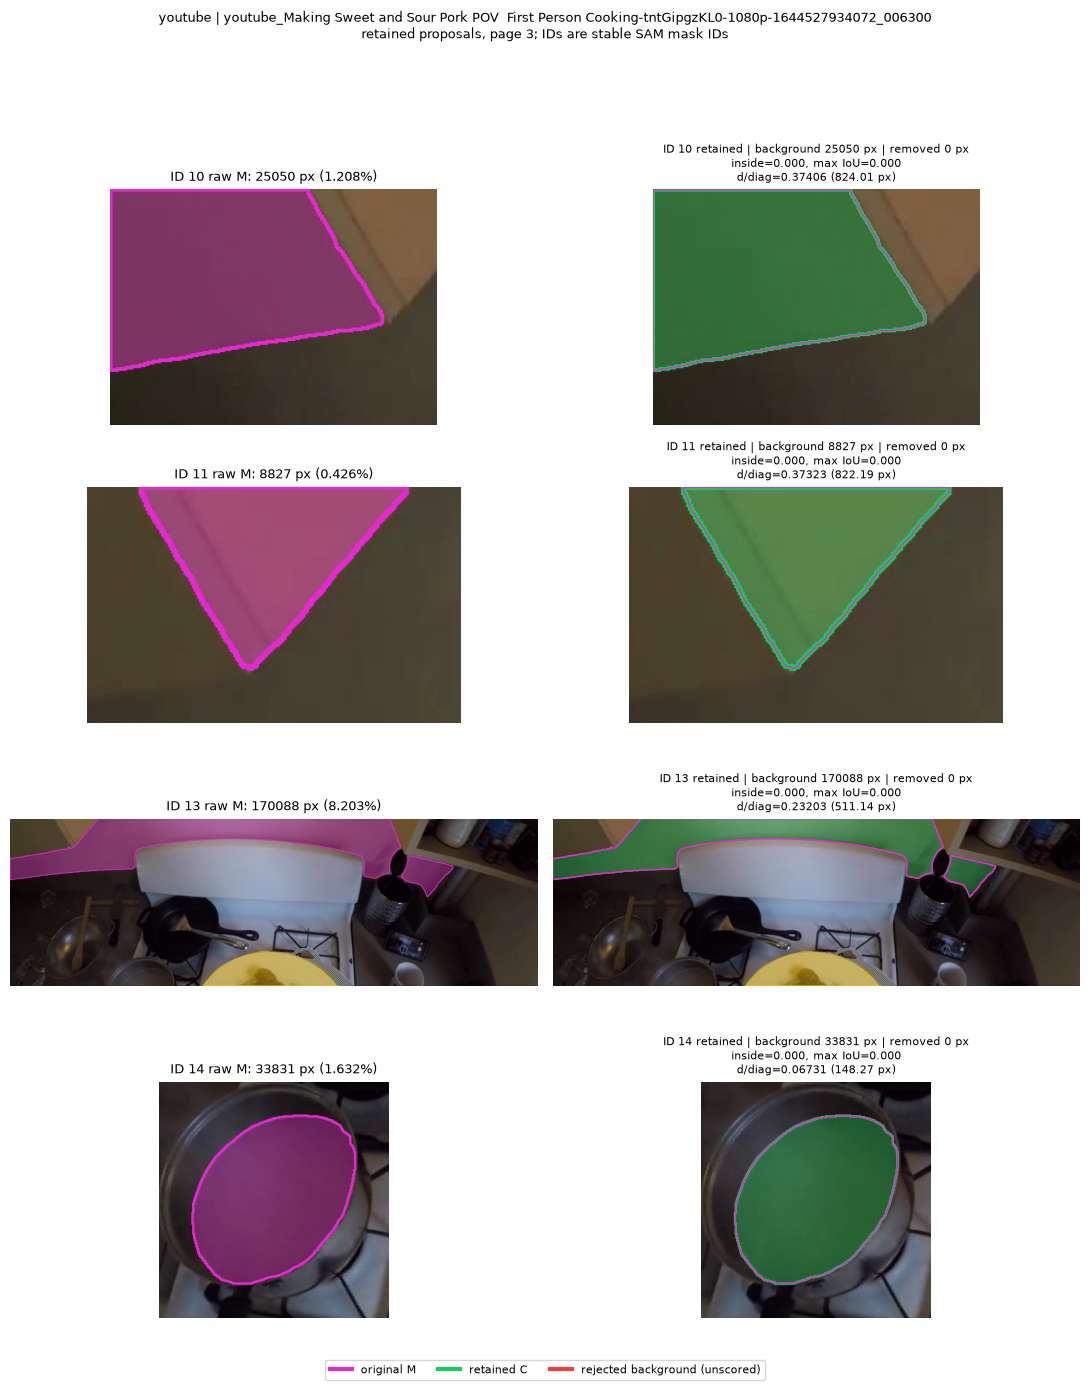 youtube | youtube_Making Sweet and Sour Pork POV  First Person Cooking-tntGipgzKL0-1080p-1644527934072_006300
retained proposals, page 3; IDs are stable SAM mask IDs
ID 10 raw M: 25050 px (1.208%)
ID 10 retained | background 25050 px | removed 0 px
inside=0.000, max IoU=0.000
d/diag=0.37406 (824.01 px)
ID 11 raw M: 8827 px (0.426%)
ID 11 retained | background 8827 px | removed 0 px
inside=0.000, max IoU=0.000
d/diag=0.37323 (822.19 px)
ID 13 raw M: 170088 px (8.203%)
ID 13 retained | background 170088 px | removed 0 px
inside=0.000, max IoU=0.000
d/diag=0.23203 (511.14 px)
ID 14 raw M: 33831 px (1.632%)
ID 14 retained | background 33831 px | removed 0 px
inside=0.000, max IoU=0.000
d/diag=0.06731 (148.27 px)
original M
retained C
rejected background (unscored)